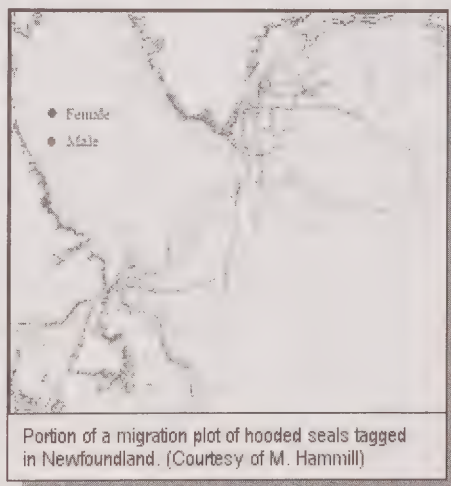 Female
Male
Portion of a migration plot of hooded seals tagged
in Newfoundland. (Courtesy of M. Hammill)